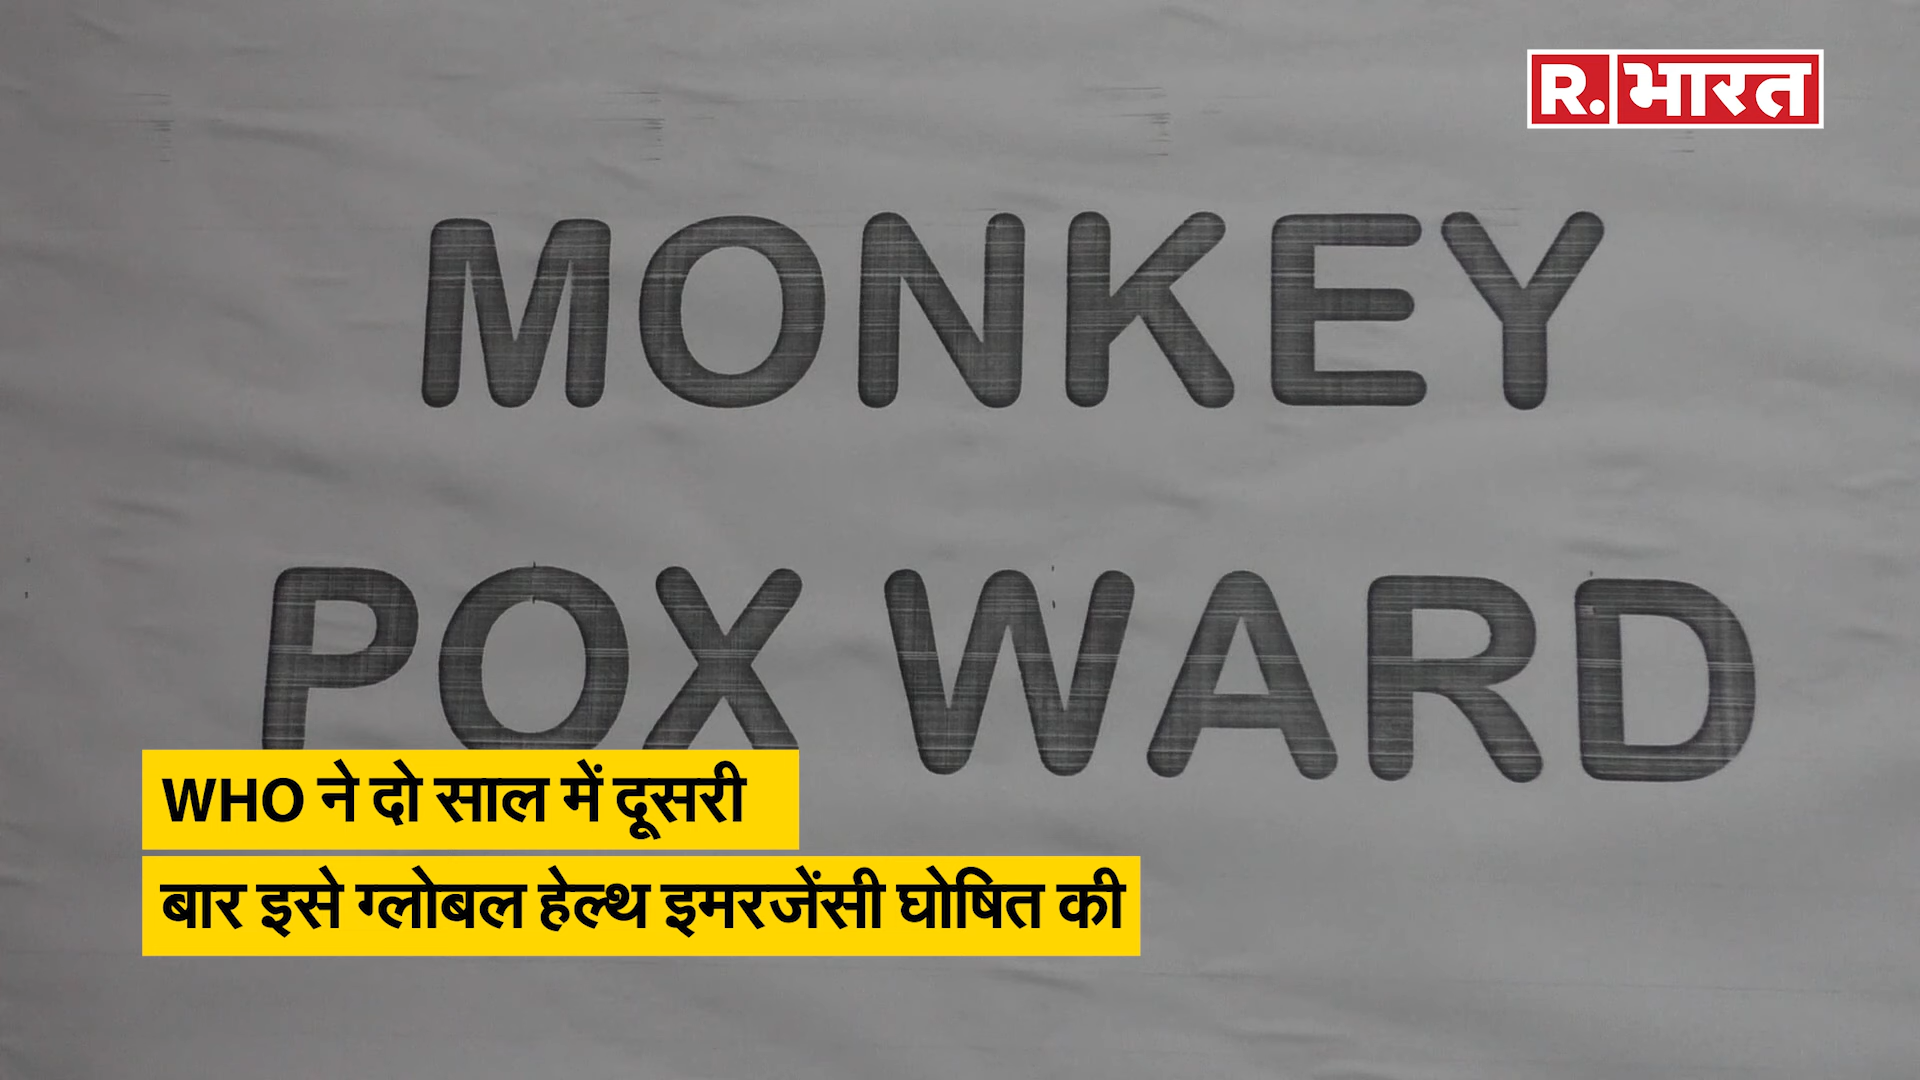 R. भारत
MONKEY
POX WARD
WHO ने दो साल में दूसरी
बार इसे ग्लोबल हेल्थ इमरजेंसी घोषित की